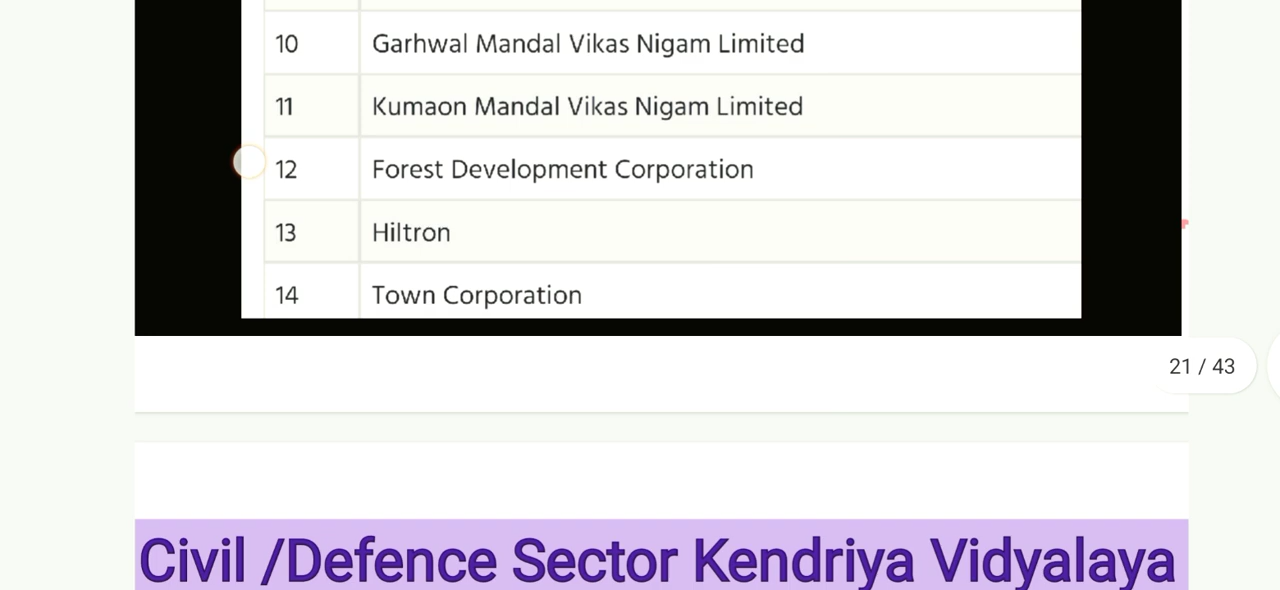 10 Garhwal Mandal Vikas Nigam Limited
11 Kumaon Mandal Vikas Nigam Limited
12 Forest Development Corporation
13 Hiltron
14 Town Corporation
21 / 43
Civil /Defence Sector Kendriya Vidyalaya